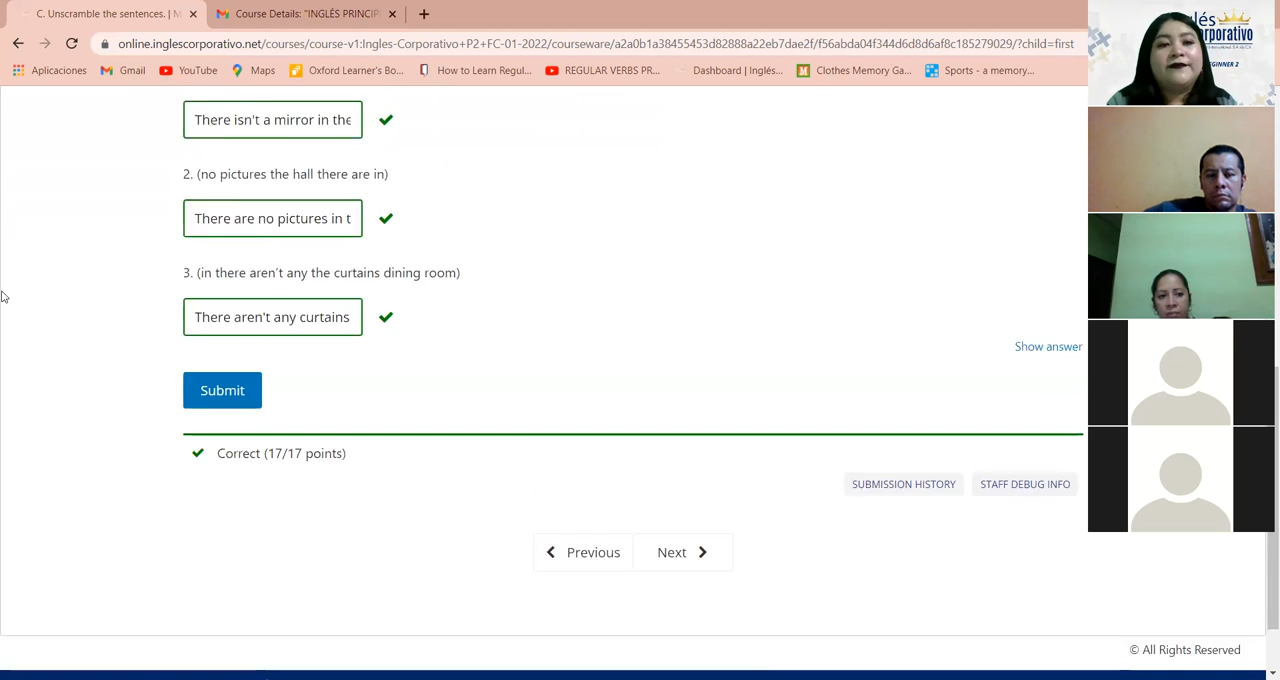 C. Unscramble the sentences. | M
Course Details: "INGLÉS PRINCIP
online.inglescorporativo.net/courses/course-v1:Ingles-Corporativo+P2+FC-01-2022/courseware/a2a0b1a38455453d82888a22eb7dae2f/f56abda04f344d6d8d6af8c185279029/?child=first
Aplicaciones
Gmail
YouTube
Maps
Oxford Learner's Bo...
How to Learn Regul...
REGULAR VERBS PR...
Dashboard | Inglés...
Clothes Memory Ga...
Sports - a memory...
There isn't a mirror in the
2. (no pictures the hall there are in)
There are no pictures in t
3. (in there aren't any the curtains dining room)
There aren't any curtains
Show answer
Submit
Correct (17/17 points)
SUBMISSION HISTORY
STAFF DEBUG INFO
Previous
Next
© All Rights Reserved